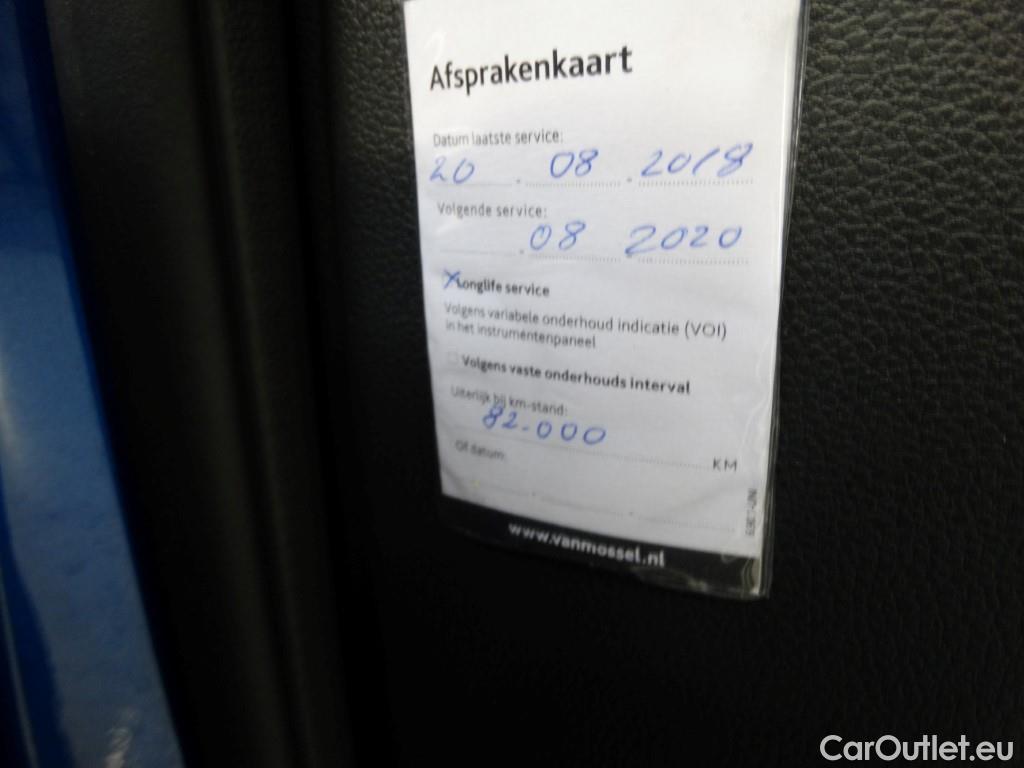 Afsprakenkaart
Datum laatste service:
20 . 08 . 2018
Volgende service:
. 08 2020
X Longlife service
Volgens variabele onderhoud indicatie (VOI)
in het instrumentenpaneel
Volgens vaste onderhouds interval
Uiterlijk bij km-stand:
82.000 KM
Of datum:
www.vanmossel.nl
CarOutlet.eu